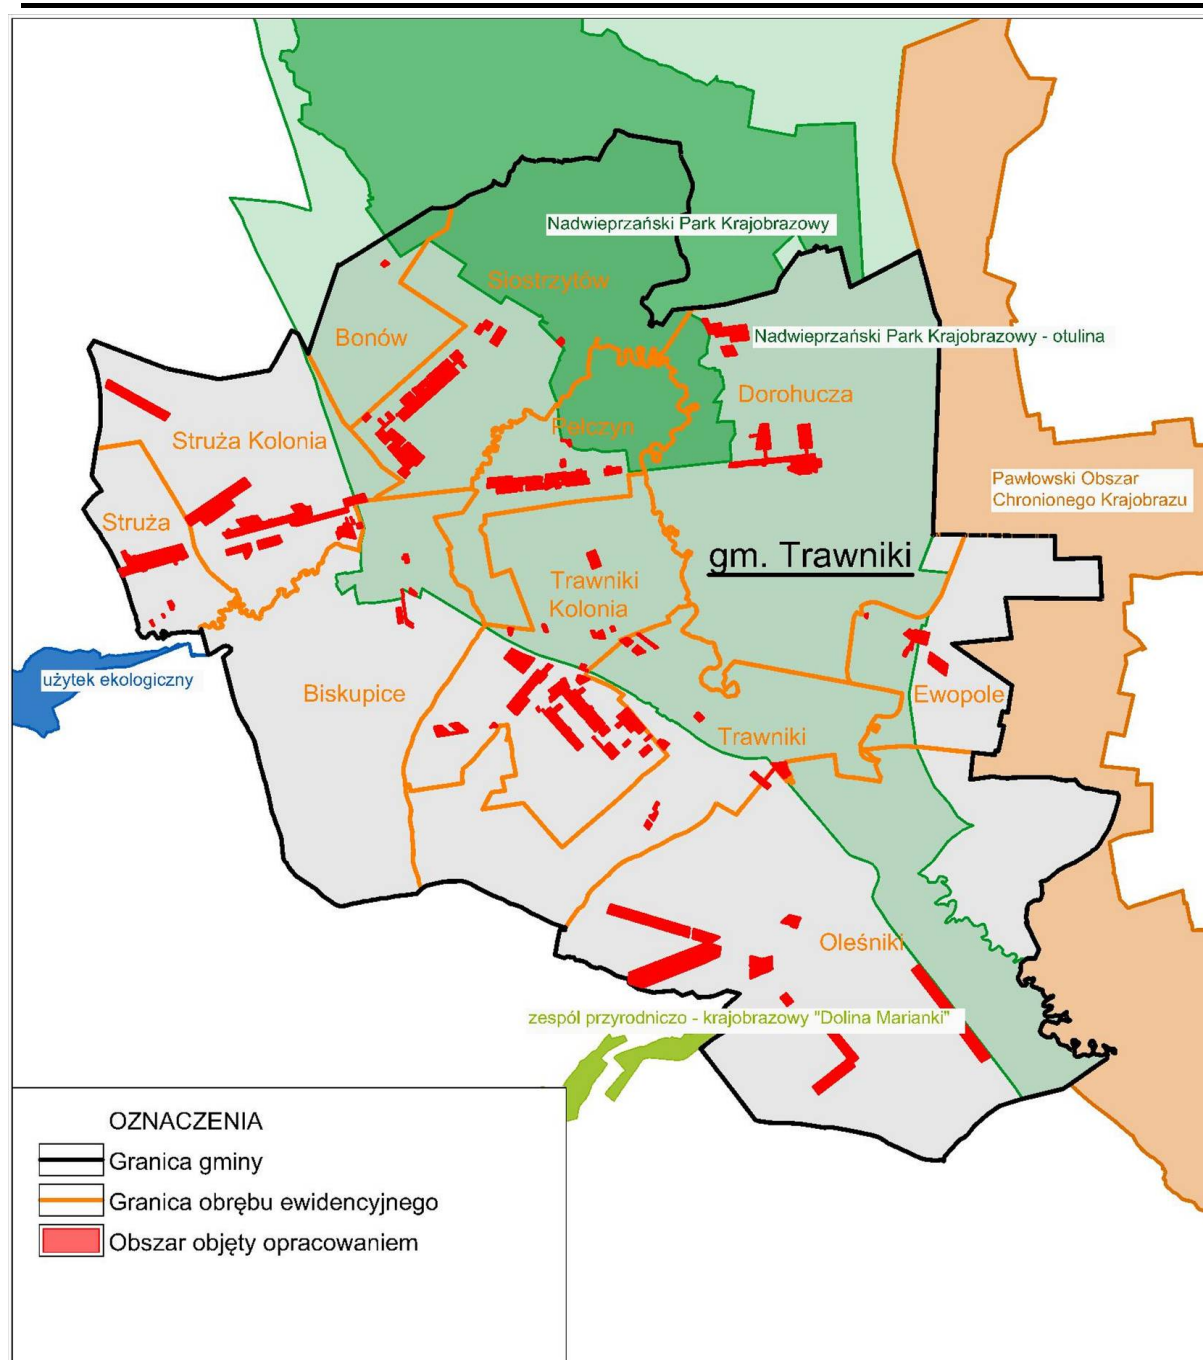 Nadwieprzański Park Krajobrazowy
Siostrzytów
Bonów
Nadwieprzański Park Krajobrazowy - otulina
Dorohucza
Pełczyn
Struża Kolonia
Pawłowski Obszar
Chronionego Krajobrazu
Struża
gm. Trawniki
Trawniki
Kolonia
użytek ekologiczny
Biskupice
Ewopole
Trawniki
Oleśniki
zespól przyrodniczo - krajobrazowy "Dolina Marianki"
OZNACZENIA
Granica gminy
Granica obrębu ewidencyjnego
Obszar objęty opracowaniem